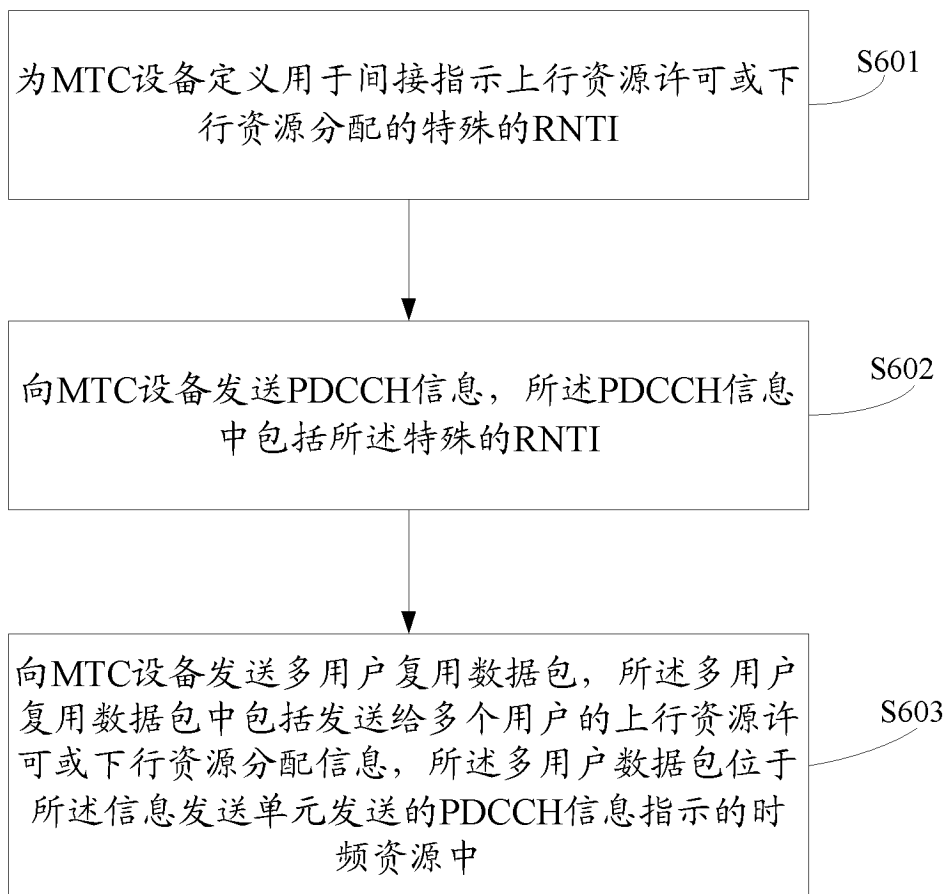 为MTC设备定义用于间接指示上行资源许可或下
行资源分配的特殊的RNTI
S601
向MTC设备发送PDCCH信息，所述PDCCH信息
中包括所述特殊的RNTI
S602
向MTC设备发送多用户复用数据包，所述多用户
复用数据包中包括发送给多个用户的上行资源许
可或下行资源分配信息，所述多用户数据包位于
所述信息发送单元发送的PDCCH信息指示的时
频资源中
S603